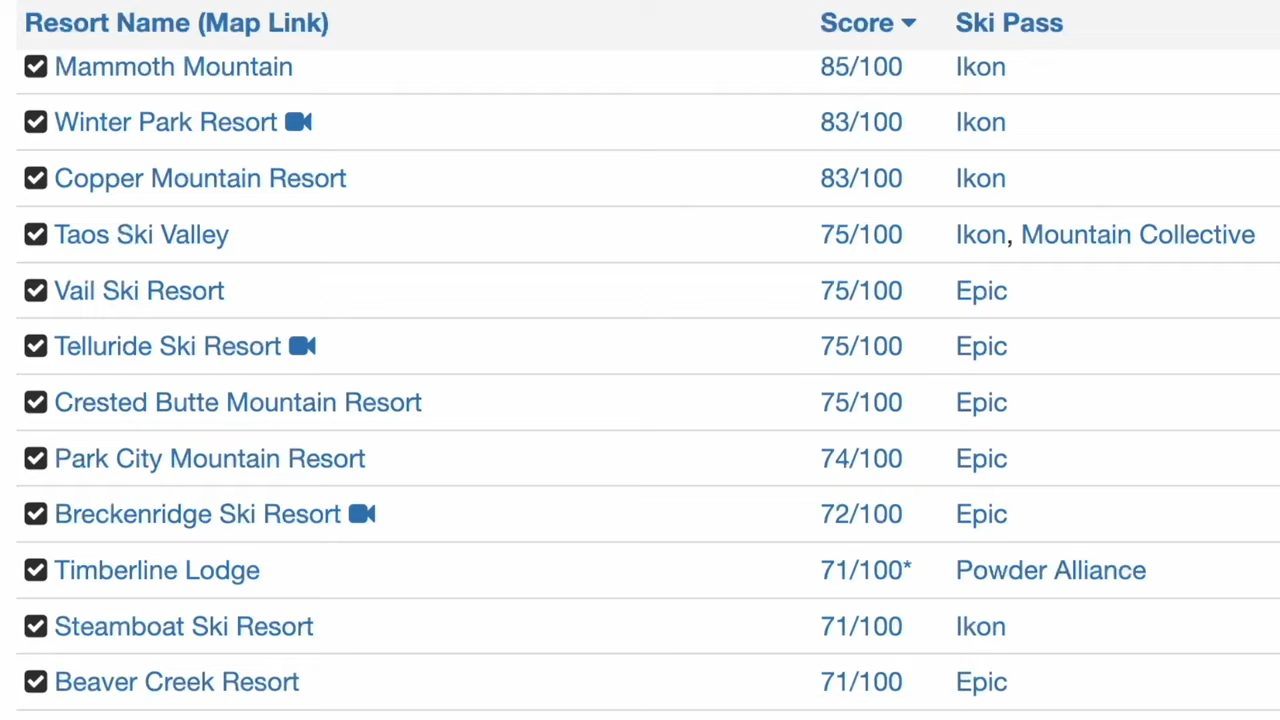 Resort Name (Map Link) Score Ski Pass
Mammoth Mountain 85/100 Ikon
Winter Park Resort 83/100 Ikon
Copper Mountain Resort 83/100 Ikon
Taos Ski Valley 75/100 Ikon, Mountain Collective
Vail Ski Resort 75/100 Epic
Telluride Ski Resort 75/100 Epic
Crested Butte Mountain Resort 75/100 Epic
Park City Mountain Resort 74/100 Epic
Breckenridge Ski Resort 72/100 Epic
Timberline Lodge 71/100* Powder Alliance
Steamboat Ski Resort 71/100 Ikon
Beaver Creek Resort 71/100 Epic